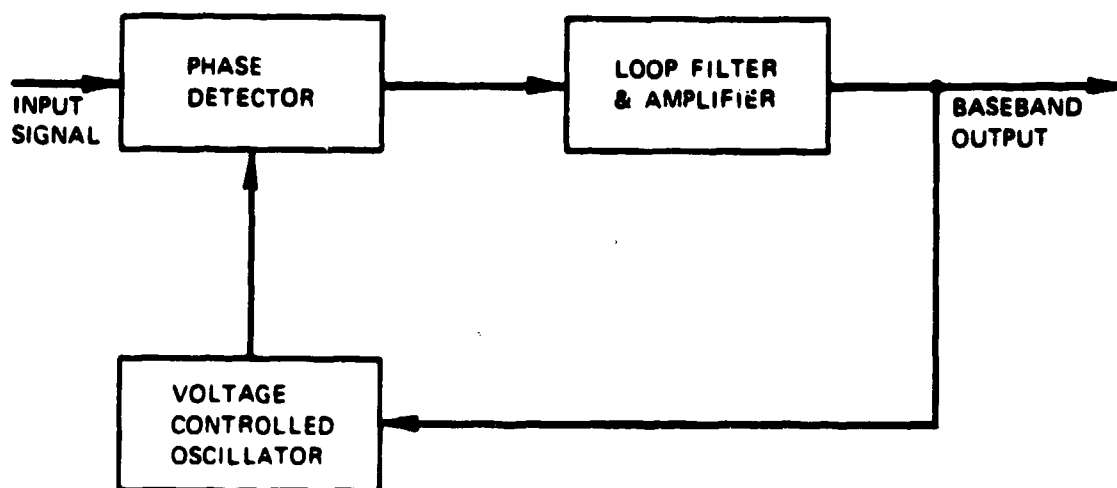 PHASE
DETECTOR
LOOP FILTER
& AMPLIFIER
INPUT
SIGNAL
BASEBAND
OUTPUT
VOLTAGE
CONTROLLED
OSCILLATOR